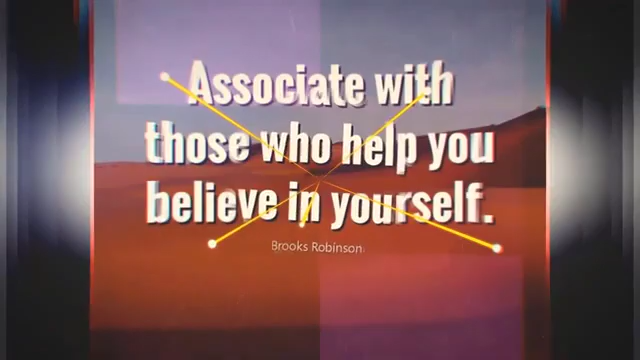 Associate with
those who help you
believe in yourself.
Brooks Robinson